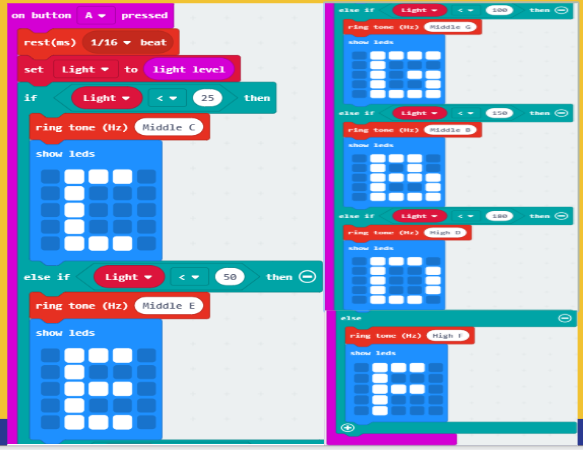 on button A pressed
rest(ms) 1/16 beat
set Light to light level
if Light < 25 then
ring tone (Hz) Middle C
show leds
else if Light < 50 then
ring tone (Hz) Middle E
show leds
else if Light < 100 then
ring tone (Hz) Middle G
show leds
else if Light < 150 then
ring tone (Hz) Middle B
show leds
else if Light < 180 then
ring tone (Hz) High D
show leds
else
ring tone (Hz) High F
show leds